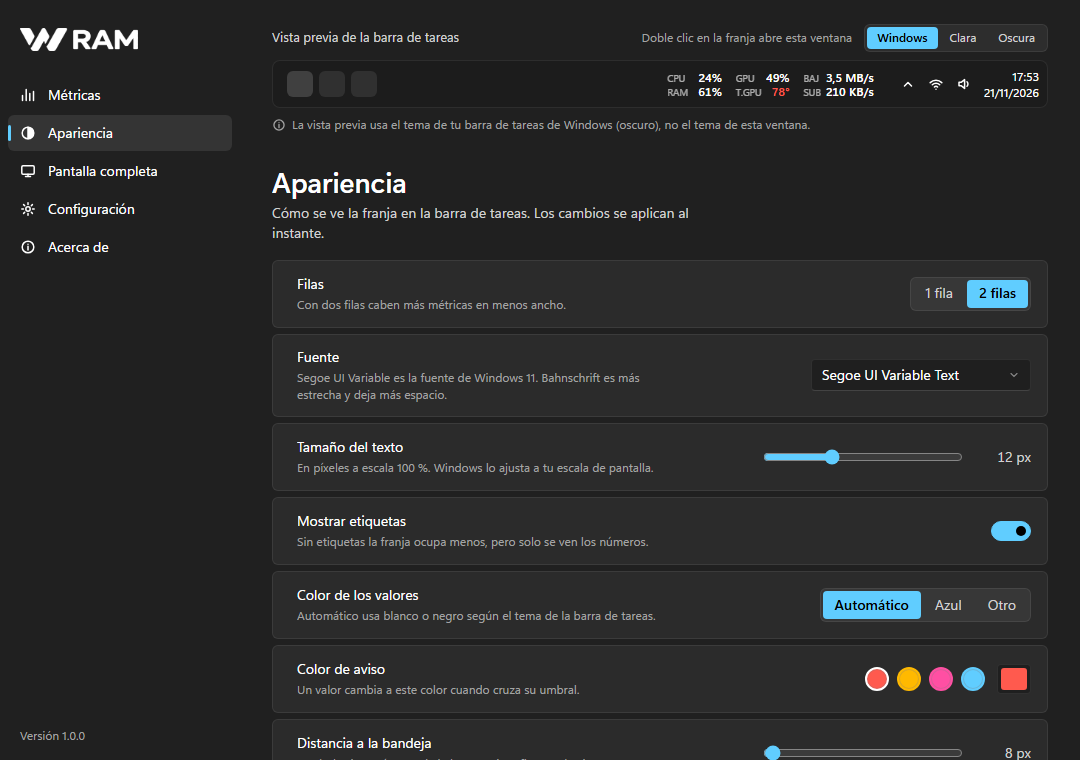 W RAM
Métricas
Apariencia
Pantalla completa
Configuración
Acerca de
Versión 1.0.0
Vista previa de la barra de tareas
Doble clic en la franja abre esta ventana
Windows Clara Oscura
CPU 24% GPU 49% BAJ 3,5 MB/s
RAM 61% T.GPU 78° SUB 210 KB/s
17:53
21/11/2026
La vista previa usa el tema de tu barra de tareas de Windows (oscuro), no el tema de esta ventana.
Apariencia
Cómo se ve la franja en la barra de tareas. Los cambios se aplican al
instante.
Filas
Con dos filas caben más métricas en menos ancho.
1 fila 2 filas
Fuente
Segoe UI Variable es la fuente de Windows 11. Bahnschrift es más
estrecha y deja más espacio.
Segoe UI Variable Text
Tamaño del texto
En píxeles a escala 100 %. Windows lo ajusta a tu escala de pantalla.
12 px
Mostrar etiquetas
Sin etiquetas la franja ocupa menos, pero solo se ven los números.
Color de los valores
Automático usa blanco o negro según el tema de la barra de tareas.
Automático Azul Otro
Color de aviso
Un valor cambia a este color cuando cruza su umbral.
Distancia a la bandeja
8 px